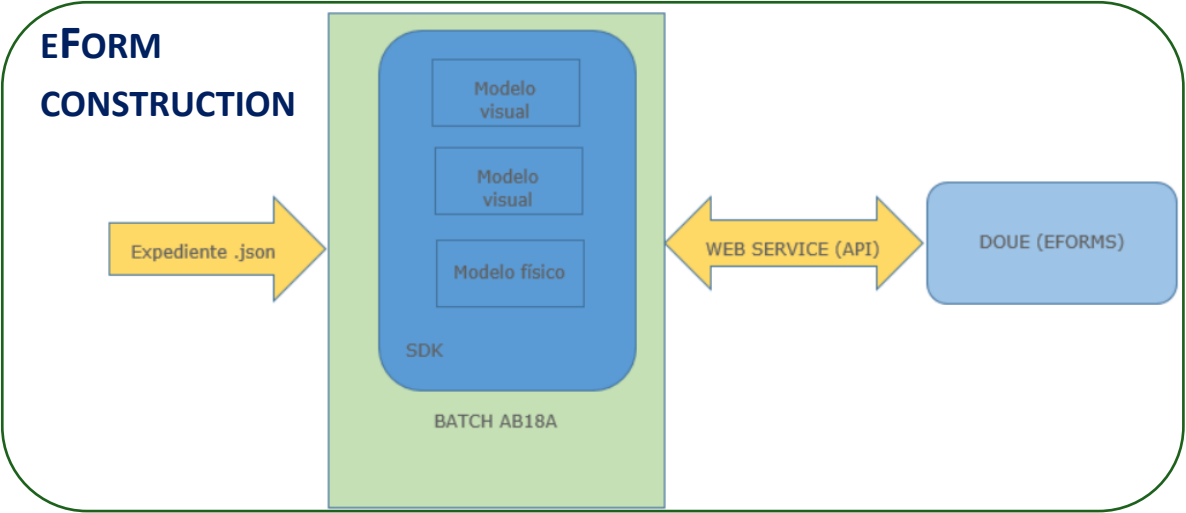 EFORM
CONSTRUCTION
Modelo
visual
Modelo
visual
Modelo físico
SDK
BATCH AB18A
Expediente .json
WEB SERVICE (API)
DOUE (EFORMS)